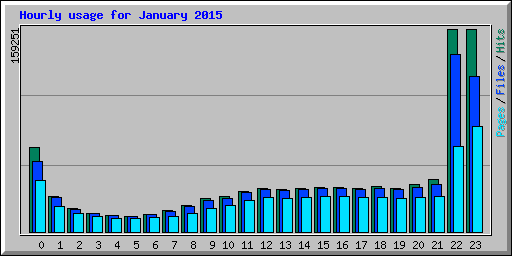 Hourly usage for January 2015
159251
Pages / Files / Hits
0 1 2 3 4 5 6 7 8 9 10 11 12 13 14 15 16 17 18 19 20 21 22 23